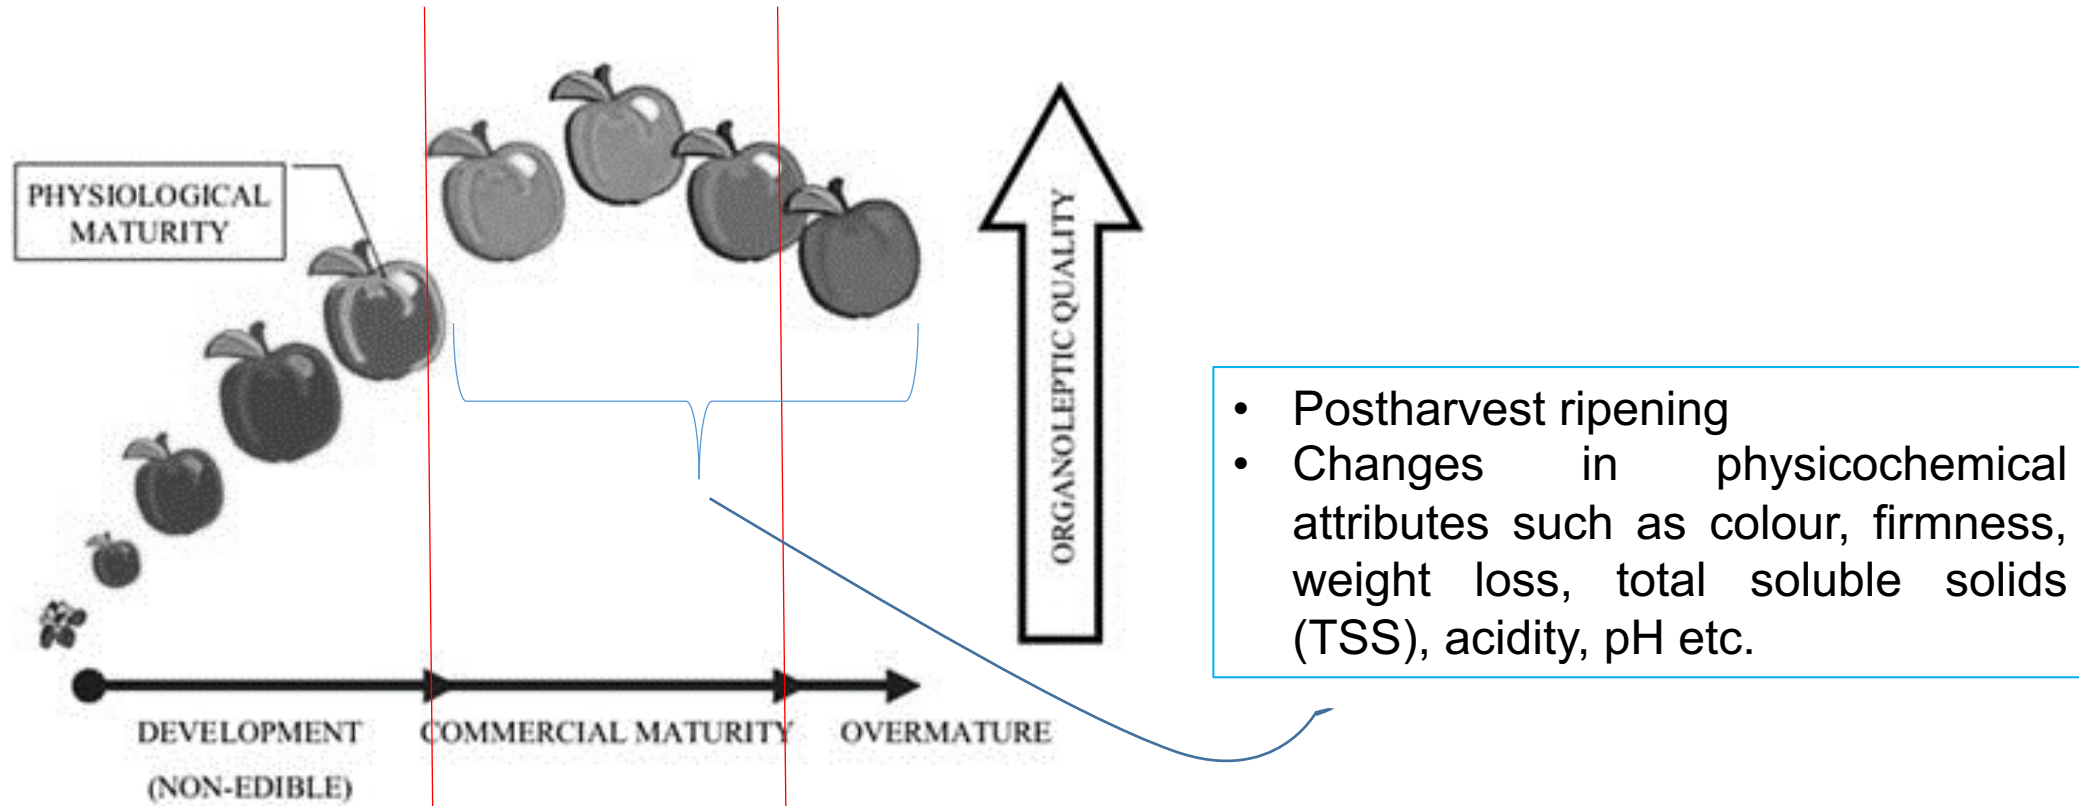 PHYSIOLOGICAL
MATURITY
ORGANOLEPTIC QUALITY
• Postharvest ripening
• Changes in physicochemical
attributes such as colour, firmness,
weight loss, total soluble solids
(TSS), acidity, pH etc.
DEVELOPMENT
(NON-EDIBLE)
COMMERCIAL MATURITY
OVERMATURE